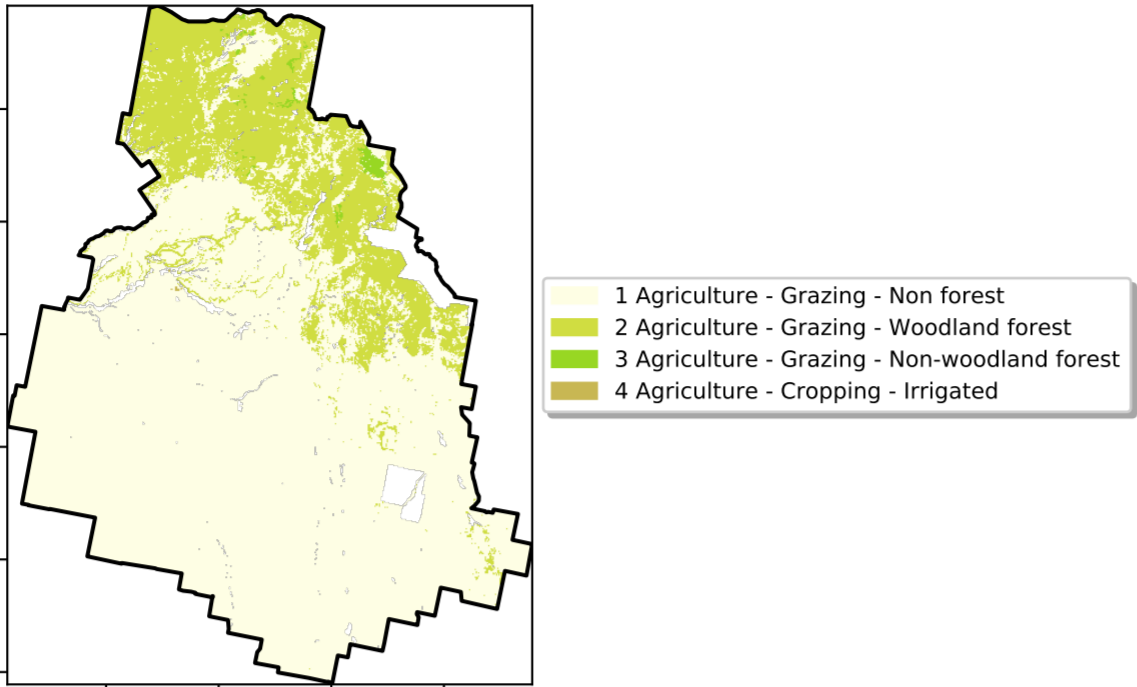 1 Agriculture - Grazing - Non forest
2 Agriculture - Grazing - Woodland forest
3 Agriculture - Grazing - Non-woodland forest
4 Agriculture - Cropping - Irrigated